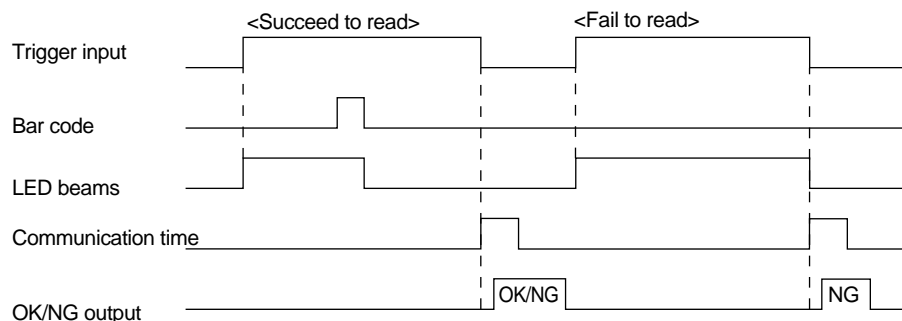 <Succeed to read>
<Fail to read>
Trigger input
Bar code
LED beams
Communication time
OK/NG output
OK/NG
NG